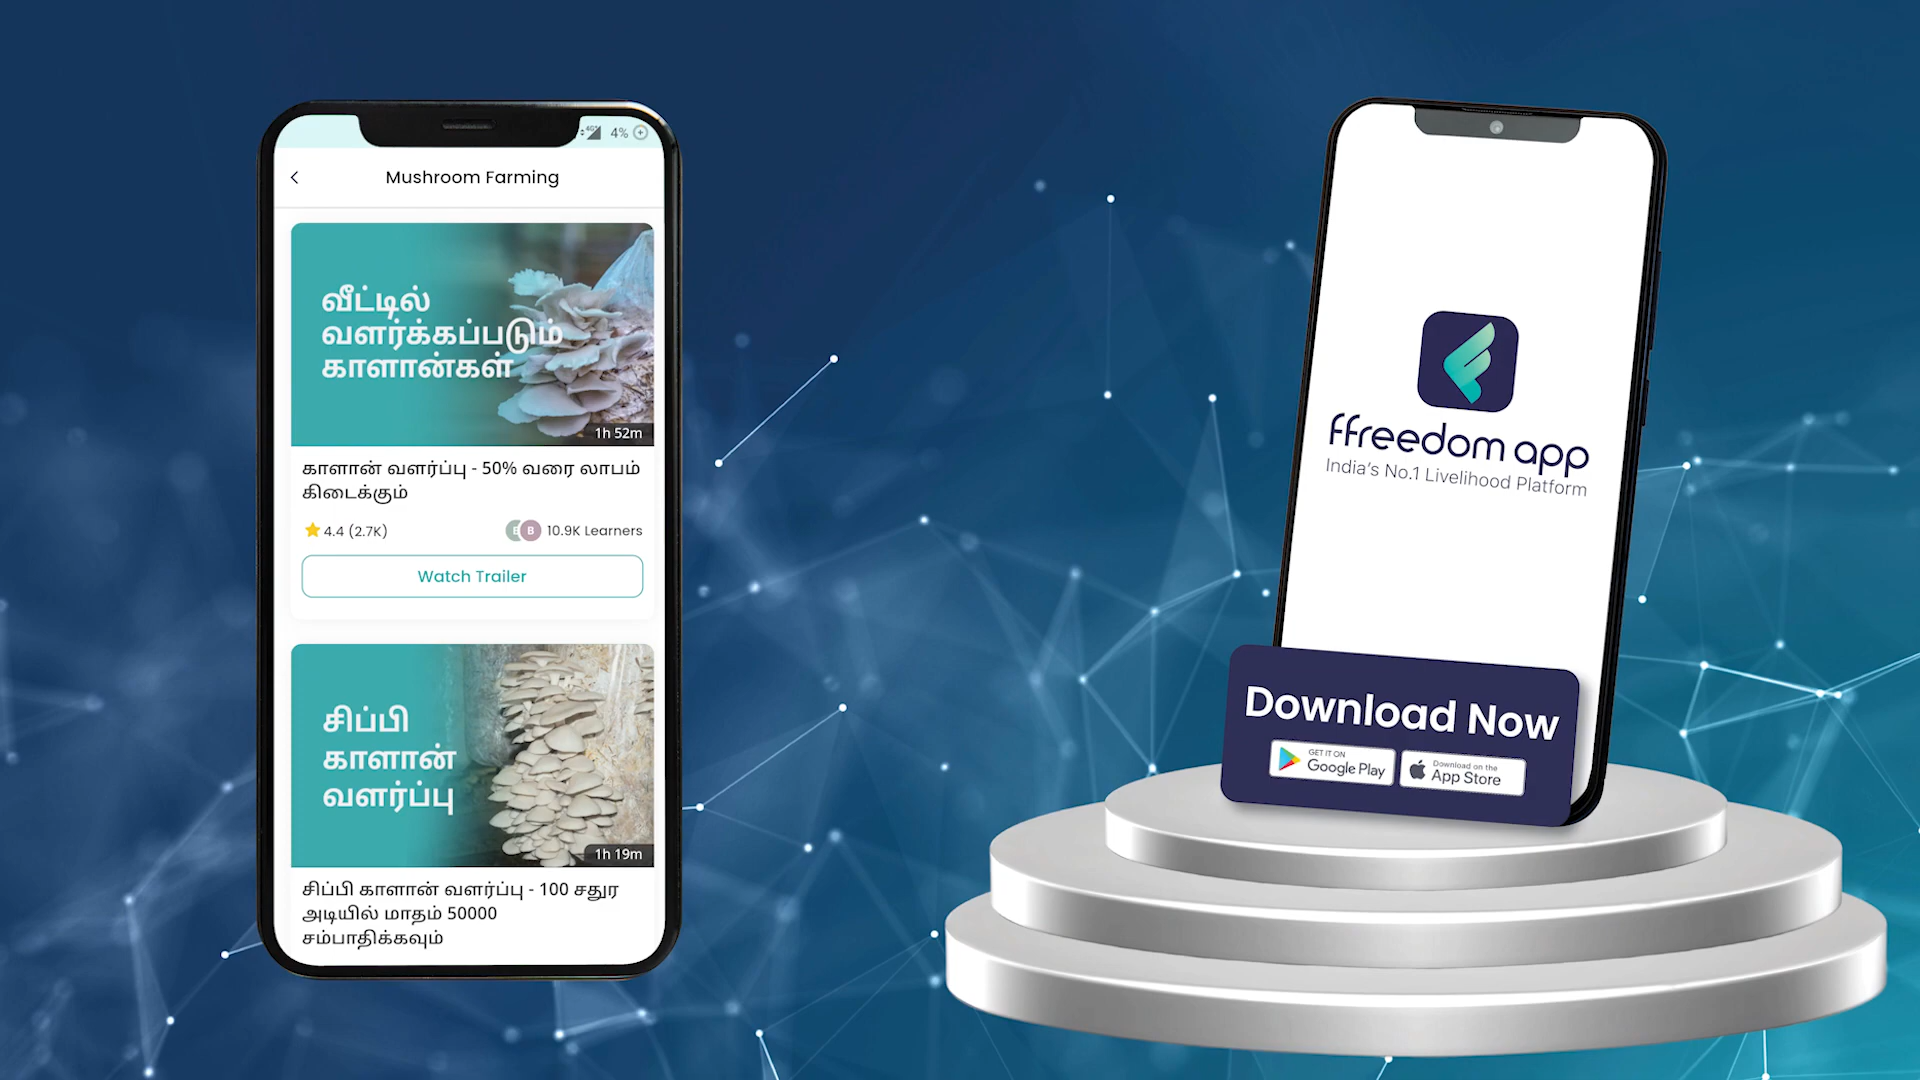 4G
4%
Mushroom Farming
வீட்டில்
வளர்க்கப்படும்
காளான்கள்
1h 52m
காளான் வளர்ப்பு - 50% வரை லாபம்
கிடைக்கும்
4.4 (2.7K)
B
10.9K Learners
Watch Trailer
சிப்பி
காளான்
வளர்ப்பு
1h 19m
சிப்பி காளான் வளர்ப்பு - 100 சதுர
அடியில் மாதம் 50000
சம்பாதிக்கவும்
ffreedom app
India's No.1 Livelihood Platform
Download Now
GET IT ON
Google Play
Download on the
App Store